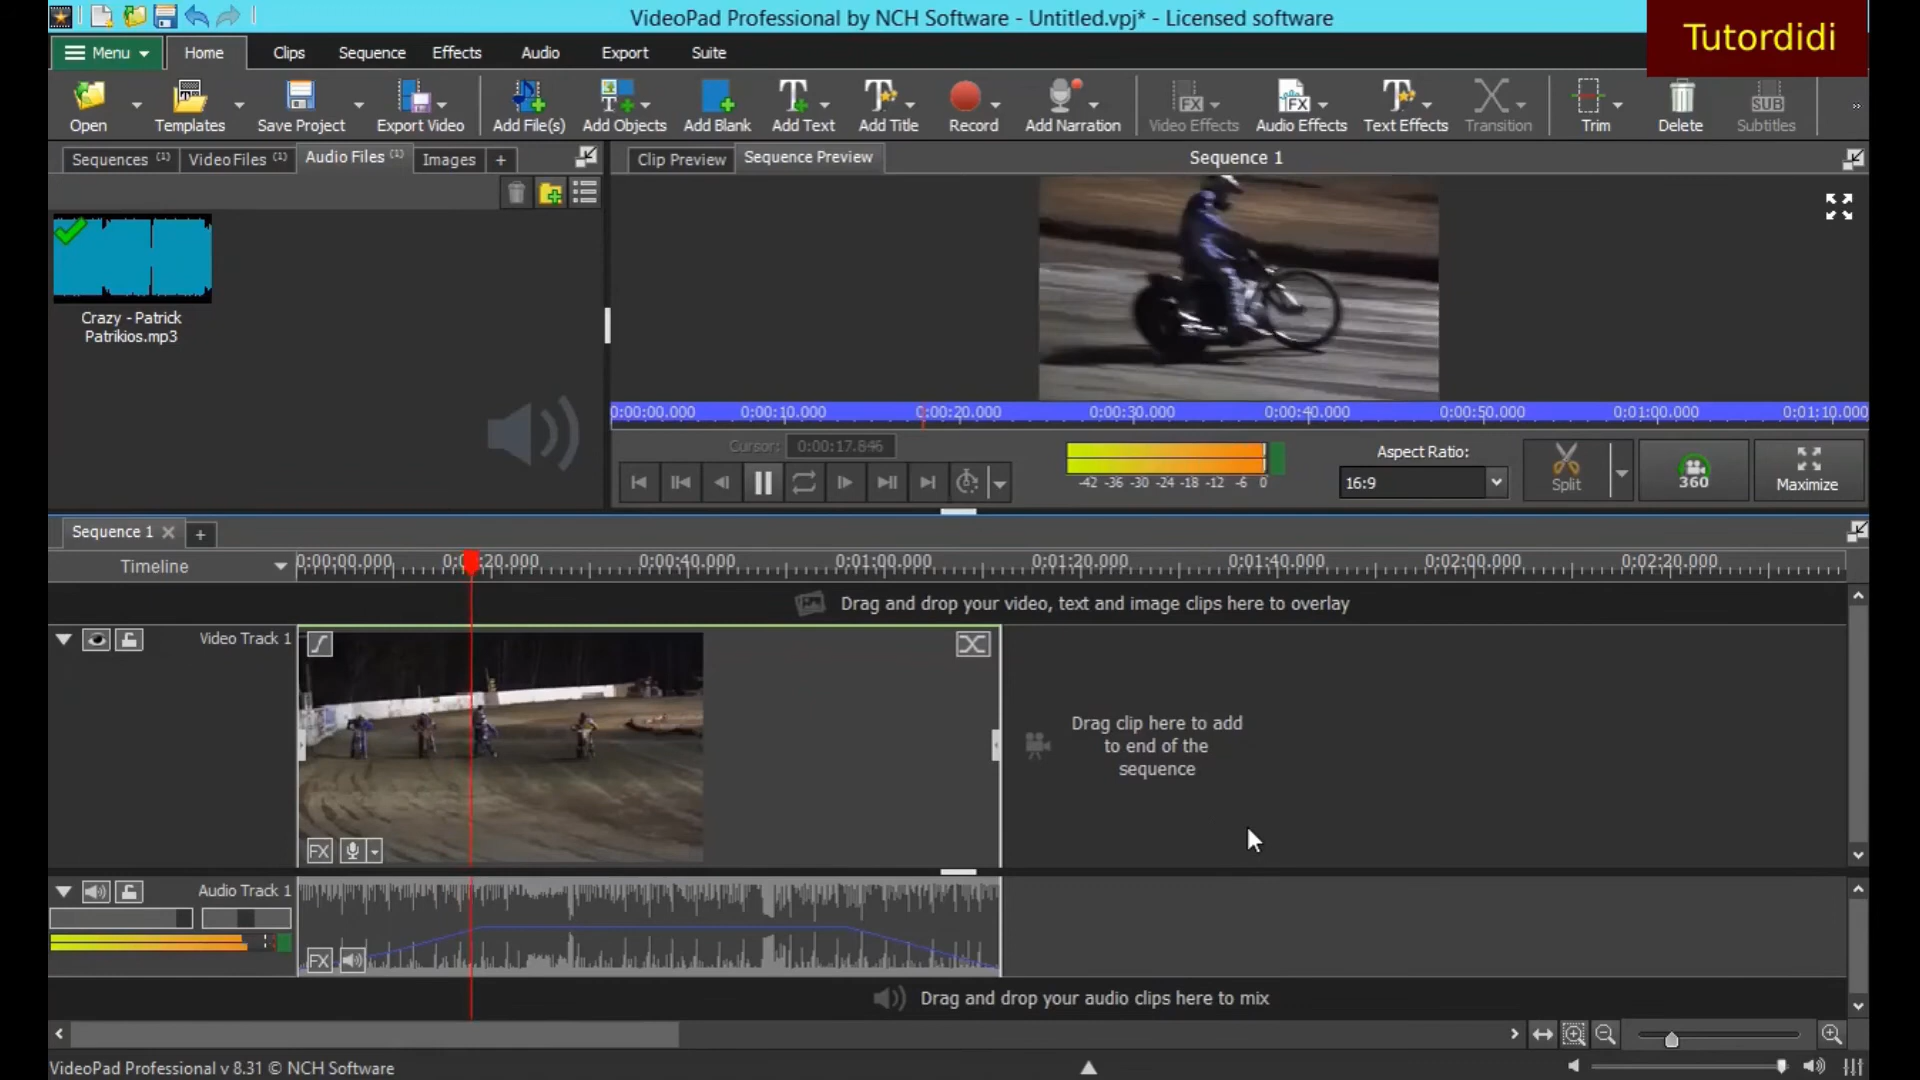 VideoPad Professional by NCH Software - Untitled.vpj* - Licensed software
Tutordidi
Menu Home Clips Sequence Effects Audio Export Suite
Open Templates Save Project Export Video Add File(s) Add Objects Add Blank Add Text Add Title Record Add Narration Video Effects Audio Effects Text Effects Transition Trim Delete Subtitles
FX FX SUB
Sequences (1) Video Files (1) Audio Files (1) Images + Clip Preview Sequence Preview Sequence 1
Crazy - Patrick
Patrikios.mp3
0:00:00.000 0:00:10.000 0:00:20.000 0:00:30.000 0:00:40.000 0:00:50.000 0:01:00.000 0:01:10.000
Cursor: 0:00:17.846
Aspect Ratio:
-42 -36 -30 -24 -18 -12 -6 0
16:9
Split
360
Maximize
Sequence 1 × +
Timeline 0:00:00.000 0:00:20.000 0:00:40.000 0:01:00.000 0:01:20.000 0:01:40.000 0:02:00.000 0:02:20.000
Drag and drop your video, text and image clips here to overlay
Video Track 1
Drag clip here to add
to end of the
sequence
FX
Audio Track 1
FX
Drag and drop your audio clips here to mix
VideoPad Professional v 8.31 © NCH Software